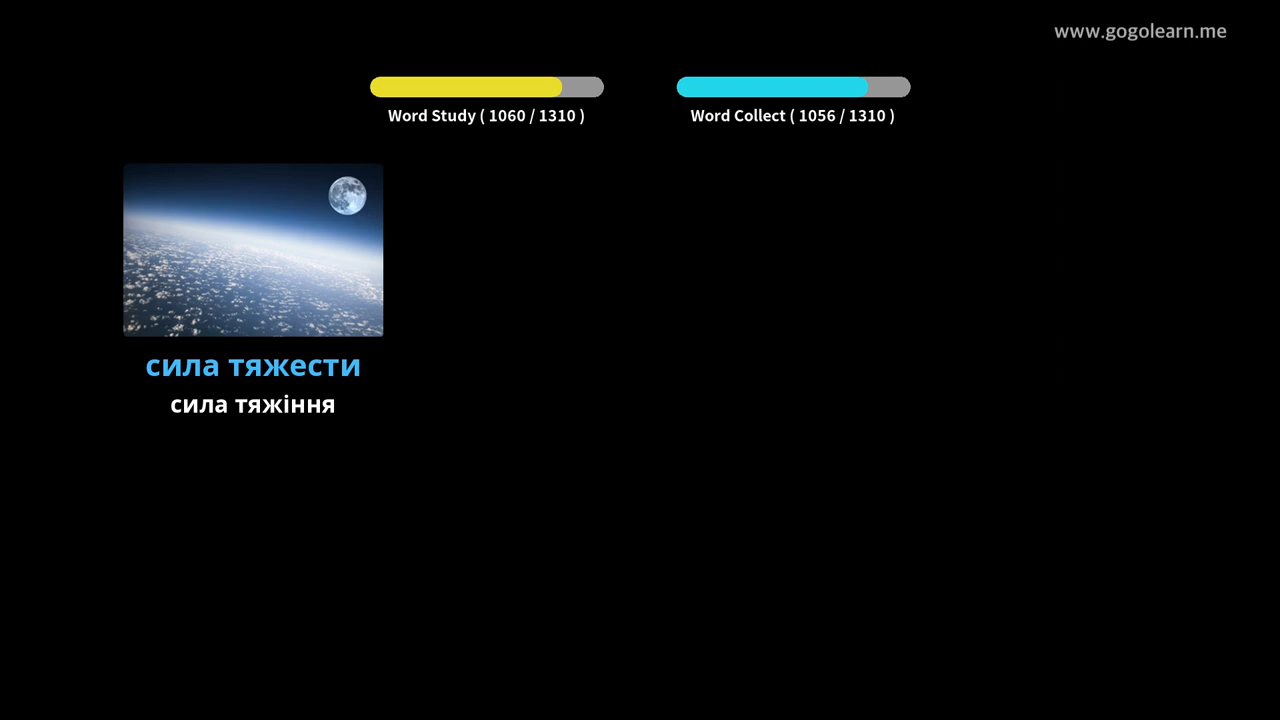 www.gogolearn.me
Word Study ( 1060 / 1310 )
Word Collect ( 1056 / 1310 )
сила тяжести
сила тяжіння